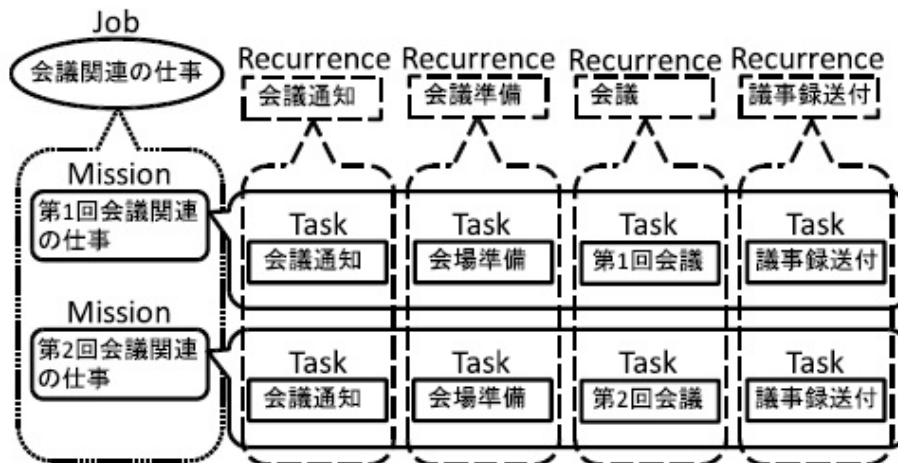 Job
会議関連の仕事
Recurrence
会議通知
Recurrence
会議準備
Recurrence
会議
Recurrence
議事録送付
Mission
第1回会議関連
の仕事
Task
会議通知
Task
会場準備
Task
第1回会議
Task
議事録送付
Mission
第2回会議関連
の仕事
Task
会議通知
Task
会場準備
Task
第2回会議
Task
議事録送付